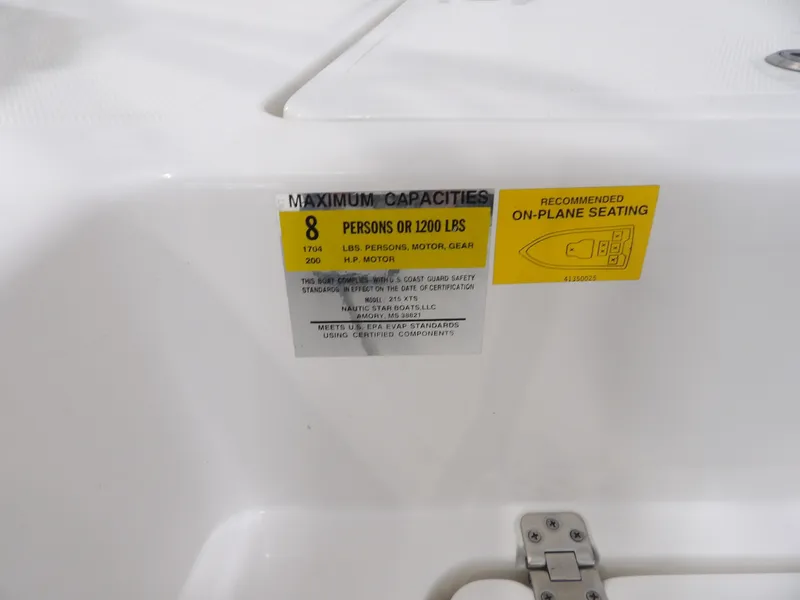 MAXIMUM CAPACITIES
8 PERSONS OR 1200 LBS
1704 LBS. PERSONS, MOTOR, GEAR
200 H.P. MOTOR
THIS BOAT COMPLIES WITH U.S. COAST GUARD SAFETY
STANDARDS IN EFFECT ON THE DATE OF CERTIFICATION
MODEL 215 XTS
NAUTIC STAR BOATS, LLC
AMORY, MS 38821
MEETS U.S. EPA EVAP STANDARDS
USING CERTIFIED COMPONENTS
RECOMMENDED
ON-PLANE SEATING
41250025